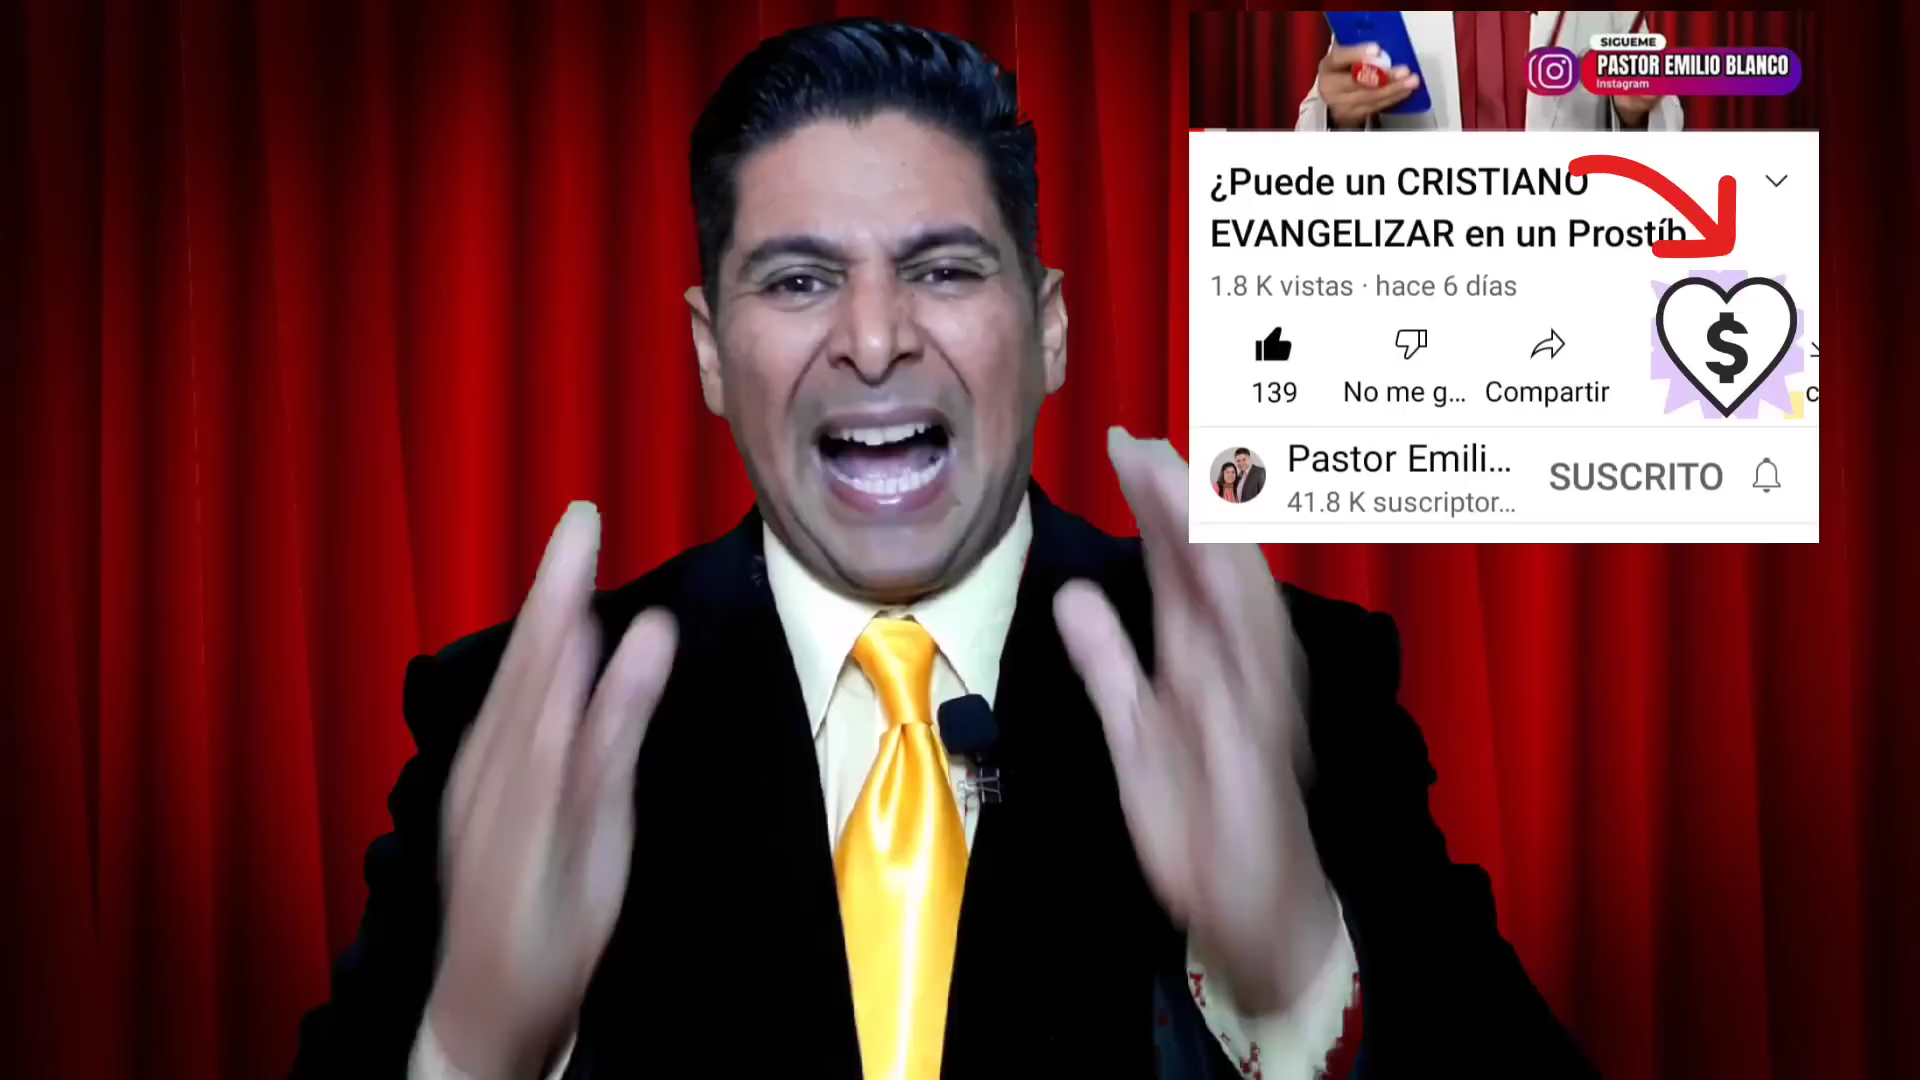 SIGUEME
PASTOR EMILIO BLANCO
Instagram
¿Puede un CRISTIANO
EVANGELIZAR en un Prostíb
1.8 K vistas · hace 6 días
139
No me g...
Compartir
$
Pastor Emili...
SUSCRITO
41.8 K suscriptor...